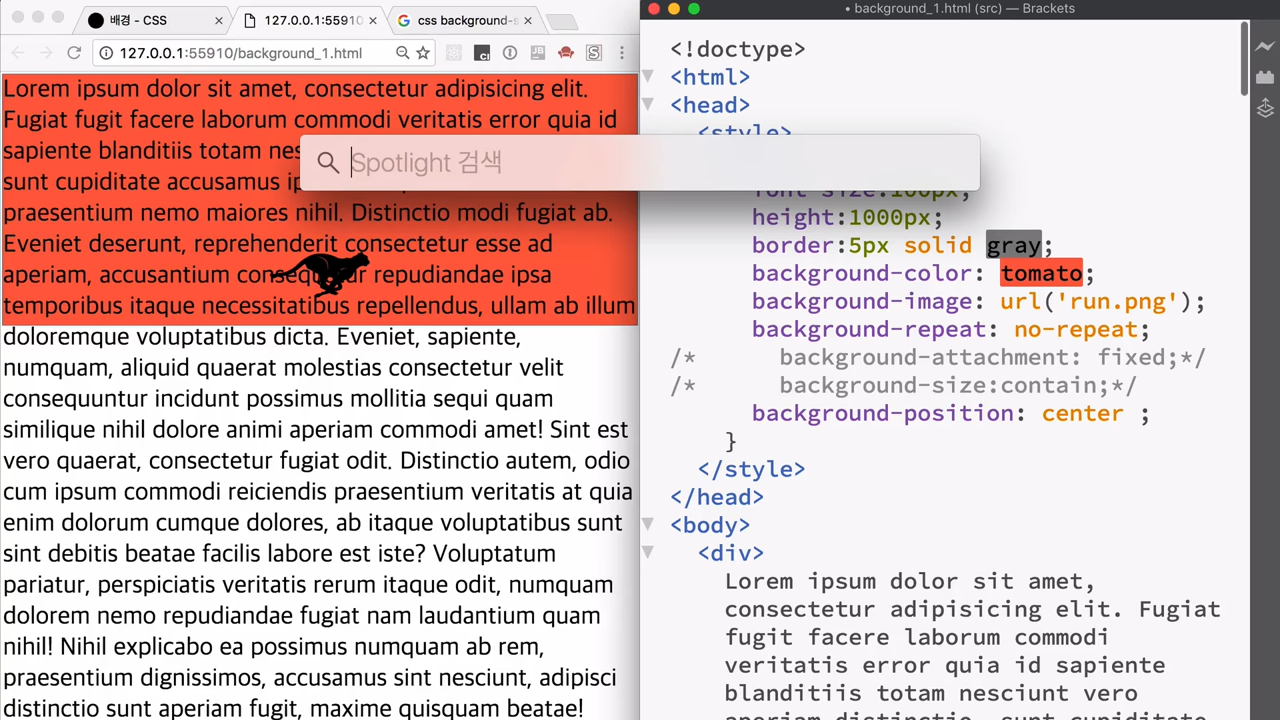 배경 - CSS
127.0.0.1:55910
css background-s
127.0.0.1:55910/background_1.html
Lorem ipsum dolor sit amet, consectetur adipisicing elit.
Fugiat fugit facere laborum commodi veritatis error quia id
sapiente blanditiis totam nes
sunt cupiditate accusamus ip
praesentium nemo maiores nihil. Distinctio modi fugiat ab.
Eveniet deserunt, reprehenderit consectetur esse ad
aperiam, accusantium consequatur repudiandae ipsa
temporibus itaque necessitatibus repellendus, ullam ab illum
doloremque voluptatibus dicta. Eveniet, sapiente,
numquam, aliquid quaerat molestias consectetur velit
consequuntur incidunt possimus mollitia sequi quam
similique nihil dolore animi aperiam commodi amet! Sint est
vero quaerat, consectetur fugiat odit. Distinctio autem, odio
cum ipsum commodi reiciendis praesentium veritatis at quia
enim dolorum cumque dolores, ab itaque voluptatibus sunt
sint debitis beatae facilis labore est iste? Voluptatum
pariatur, perspiciatis veritatis rerum itaque odit, numquam
dolorem nemo repudiandae fugiat nam laudantium quam
nihil! Nihil explicabo ea possimus numquam ab rem,
praesentium dignissimos, accusamus sint nesciunt, adipisci
distinctio sunt aperiam fugit, maxime quisquam beatae!
Spotlight 검색
• background_1.html (src) — Brackets
<!doctype>
<html>
<head>
<style>
font-size:100px;
height:1000px;
border:5px solid gray;
background-color: tomato;
background-image: url('run.png');
background-repeat: no-repeat;
/* background-attachment: fixed;*/
/* background-size:contain;*/
background-position: center ;
}
</style>
</head>
<body>
<div>
Lorem ipsum dolor sit amet,
consectetur adipisicing elit. Fugiat
fugit facere laborum commodi
veritatis error quia id sapiente
blanditiis totam nesciunt vero
aperiam distinctio, sunt cupiditate